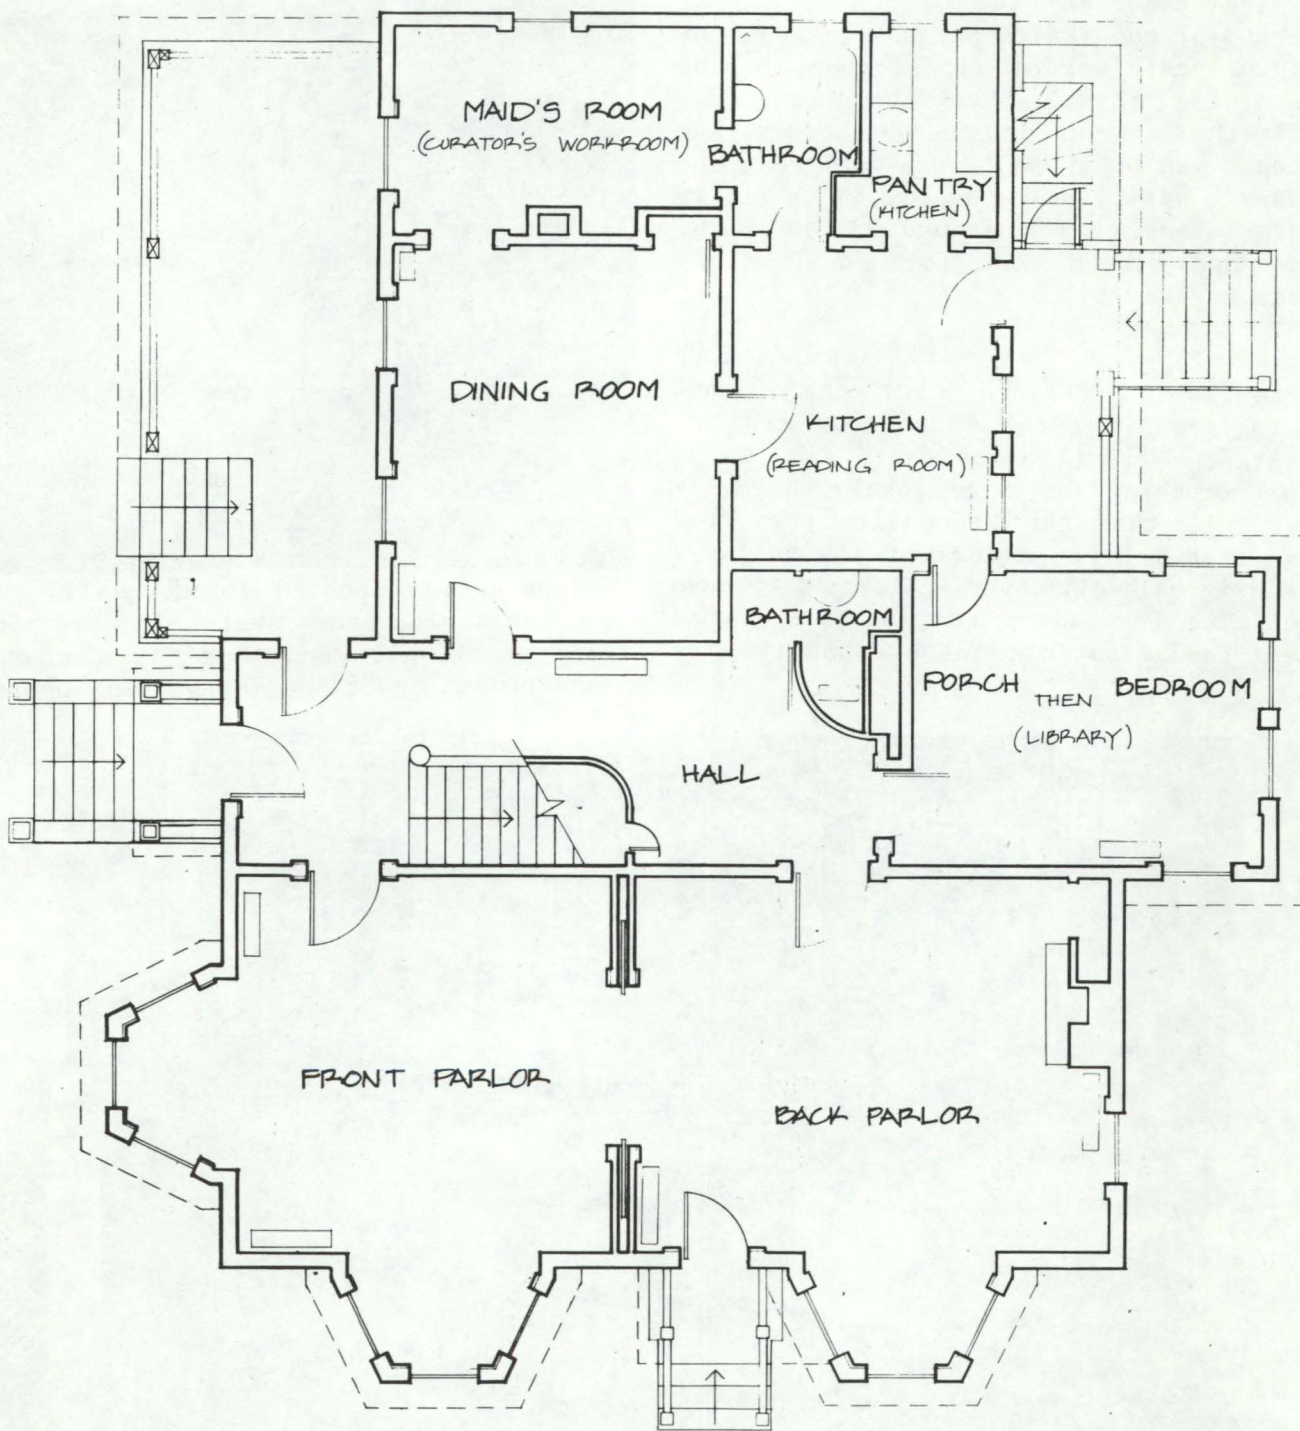 MAID'S ROOM
(CURATOR'S WORKROOM)
BATHROOM
PANTRY
(KITCHEN)
DINING ROOM
KITCHEN
(READING ROOM)
BATHROOM
PORCH THEN BEDROOM
(LIBRARY)
HALL
FRONT PARLOR
BACK PARLOR